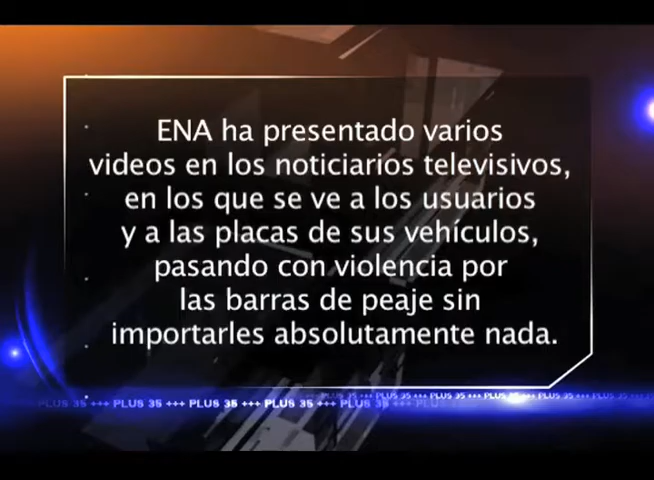 ENA ha presentado varios
videos en los noticiarios televisivos,
en los que se ve a los usuarios
y a las placas de sus vehículos,
pasando con violencia por
las barras de peaje sin
importarles absolutamente nada.
PLUS 35 +++ PLUS 35 +++ PLUS 35 +++ PLUS 35 +++ PLUS 35